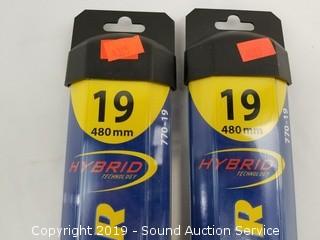 19
480mm
770-19
HYBRID
TECHNOLOGY
R
19
480mm
770-19
HYBRID
TECHNOLOGY
R
Copyright 2019 - Sound Auction Service